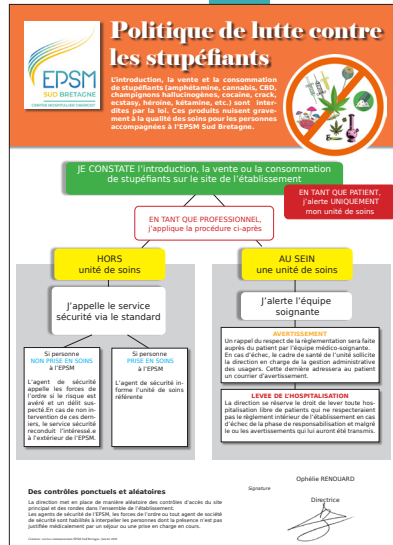 Politique de lutte contre
les stupéfiants
EPSM
SUD BRETAGNE
CENTRE HOSPITALIER CHARCOT
L'introduction, la vente et la consommation
de stupéfiants (amphétamine, cannabis, CBD,
champignons hallucinogènes, cocaïne, crack,
ecstasy, héroïne, kétamine, etc.) sont inter-
dites par la loi. Ces produits nuisent grave-
ment à la qualité des soins pour les personnes
accompagnées à l'EPSM Sud Bretagne.
JE CONSTATE l'introduction, la vente ou la consommation
de stupéfiants sur le site de l'établissement
EN TANT QUE PATIENT,
j'alerte UNIQUEMENT
mon unité de soins
EN TANT QUE PROFESSIONNEL,
j'applique la procédure ci-après
HORS
unité de soins
J'appelle le service
sécurité via le standard
Si personne
NON PRISE EN SOINS
à l'EPSM
L'agent de sécurité
appelle les forces de
l'ordre si le risque est
avéré et un délit sus-
pecté.En cas de non in-
tervention de ces dern-
iers, le service sécurité
reconduit l'intéressé.e
à l'extérieur de l'EPSM.
Si personne
PRISE EN SOINS
à l'EPSM
L'agent de sécurité in-
forme l'unité de soins
référente
AU SEIN
une unité de soins
J'alerte l'équipe
soignante
AVERTISSEMENT
Un rappel du respect de la règlementation sera faite
auprès du patient par l'équipe médico-soignante.
En cas d'échec, le cadre de santé de l'unité sollicite
la direction en charge de la gestion administrative
des usagers. Cette dernière adressera au patient
un courrier d'avertissement.
LEVEE DE L'HOSPITALISATION
La direction se réserve le droit de lever toute hos-
pitalisation libre de patients qui ne respecteraient
pas le règlement intérieur de l'établissement en cas
d'échec de la phase de responsabilisation et malgré
le ou les avertissements qui lui auront été transmis.
Des contrôles ponctuels et aléatoires
La direction met en place de manière aléatoire des contrôles d'accès du site
principal et des rondes dans l'ensemble de l'établissement.
Les agents de sécurité de l'EPSM, les forces de l'ordre ou tout agent de société
de sécurité sont habilités à interpeller les personnes dont la présence n'est pas
justifiée médicalement par un séjour ou une prise en charge en cours.
Signature
Ophélie RENOUARD
Directrice